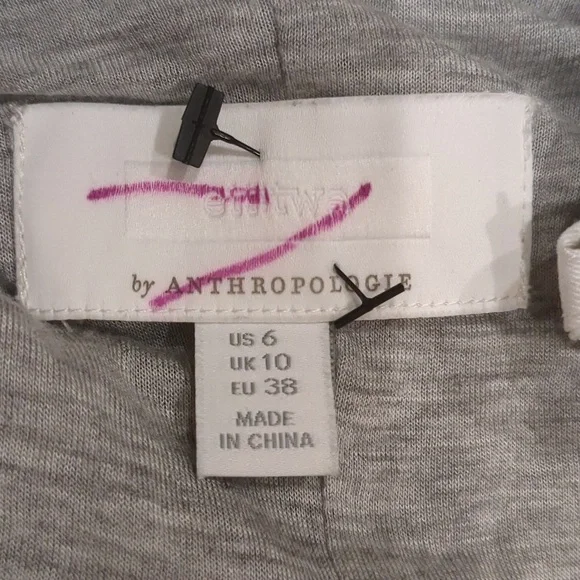 by ANTHROPOLOGIE
US 6
UK 10
EU 38
MADE
IN CHINA